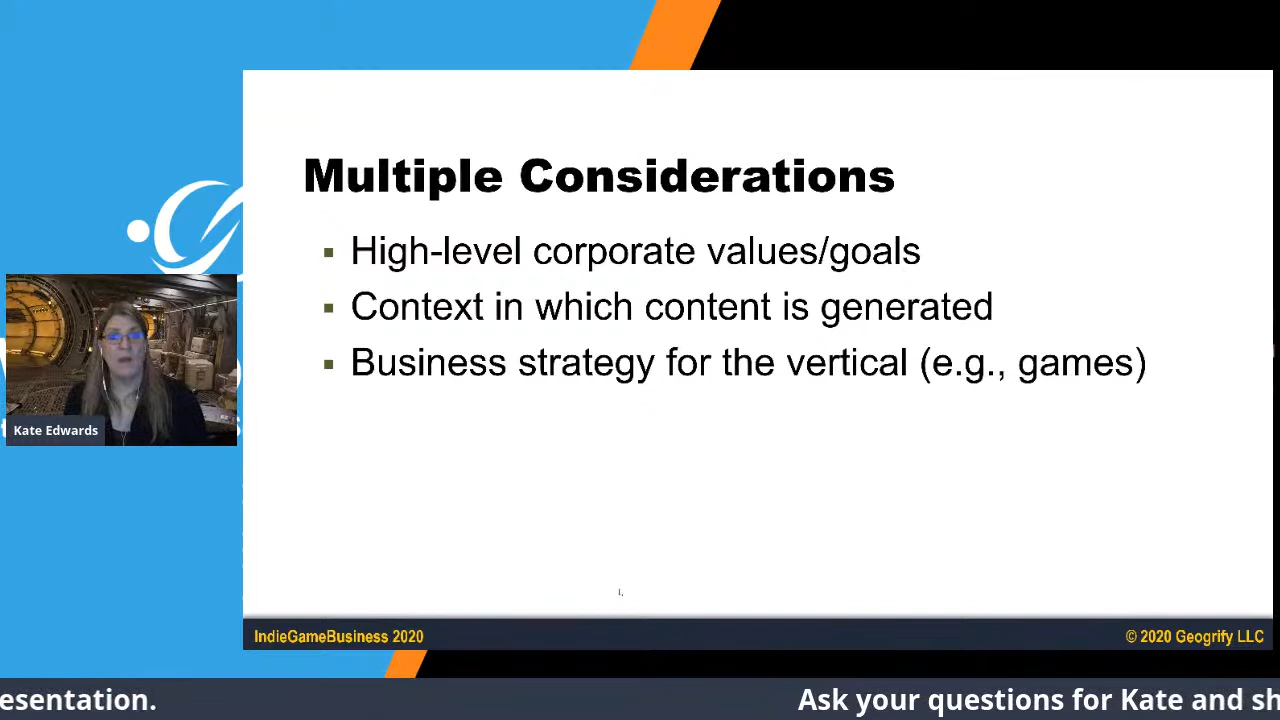 Multiple Considerations
▪ High-level corporate values/goals
▪ Context in which content is generated
▪ Business strategy for the vertical (e.g., games)
Kate Edwards
IndieGameBusiness 2020
© 2020 Geogrify LLC
esentation.
Ask your questions for Kate and sh